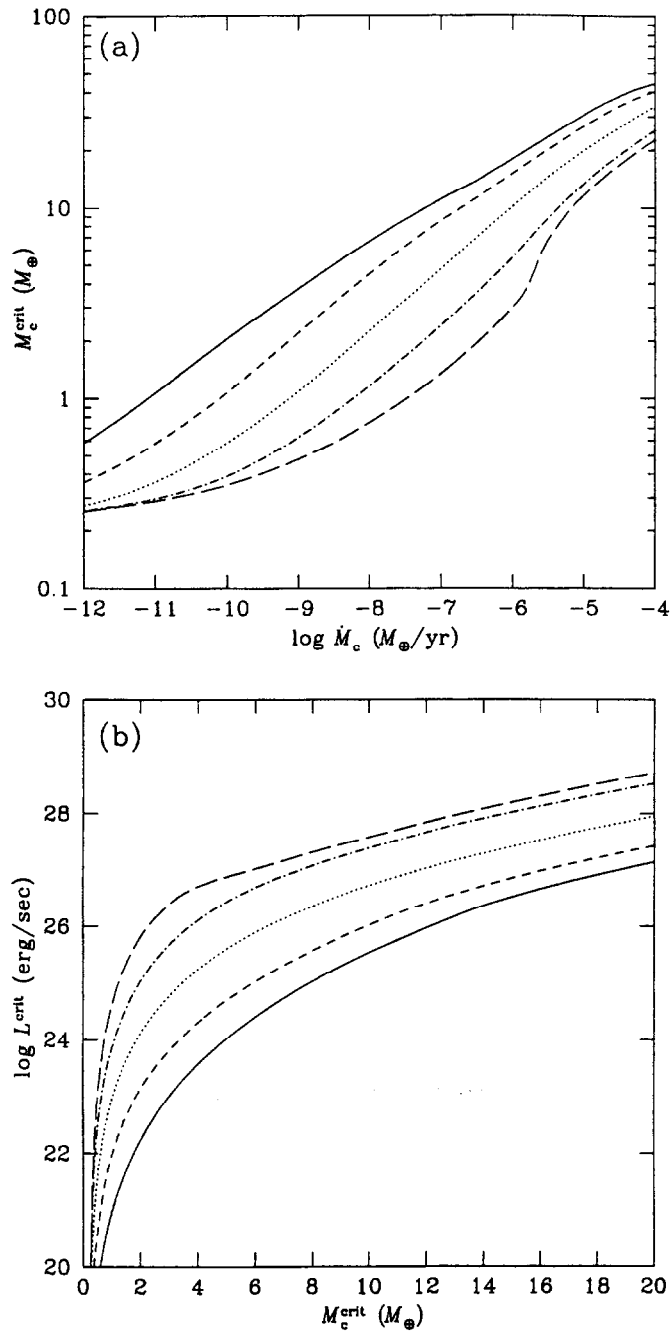 (a)
100
10
1
0.1
M_c^crit (M_⊕)
-12 -11 -10 -9 -8 -7 -6 -5 -4
log Ṁ_c (M_⊕/yr)
(b)
30
28
26
24
22
20
log L^crit (erg/sec)
0 2 4 6 8 10 12 14 16 18 20
M_c^crit (M_⊕)